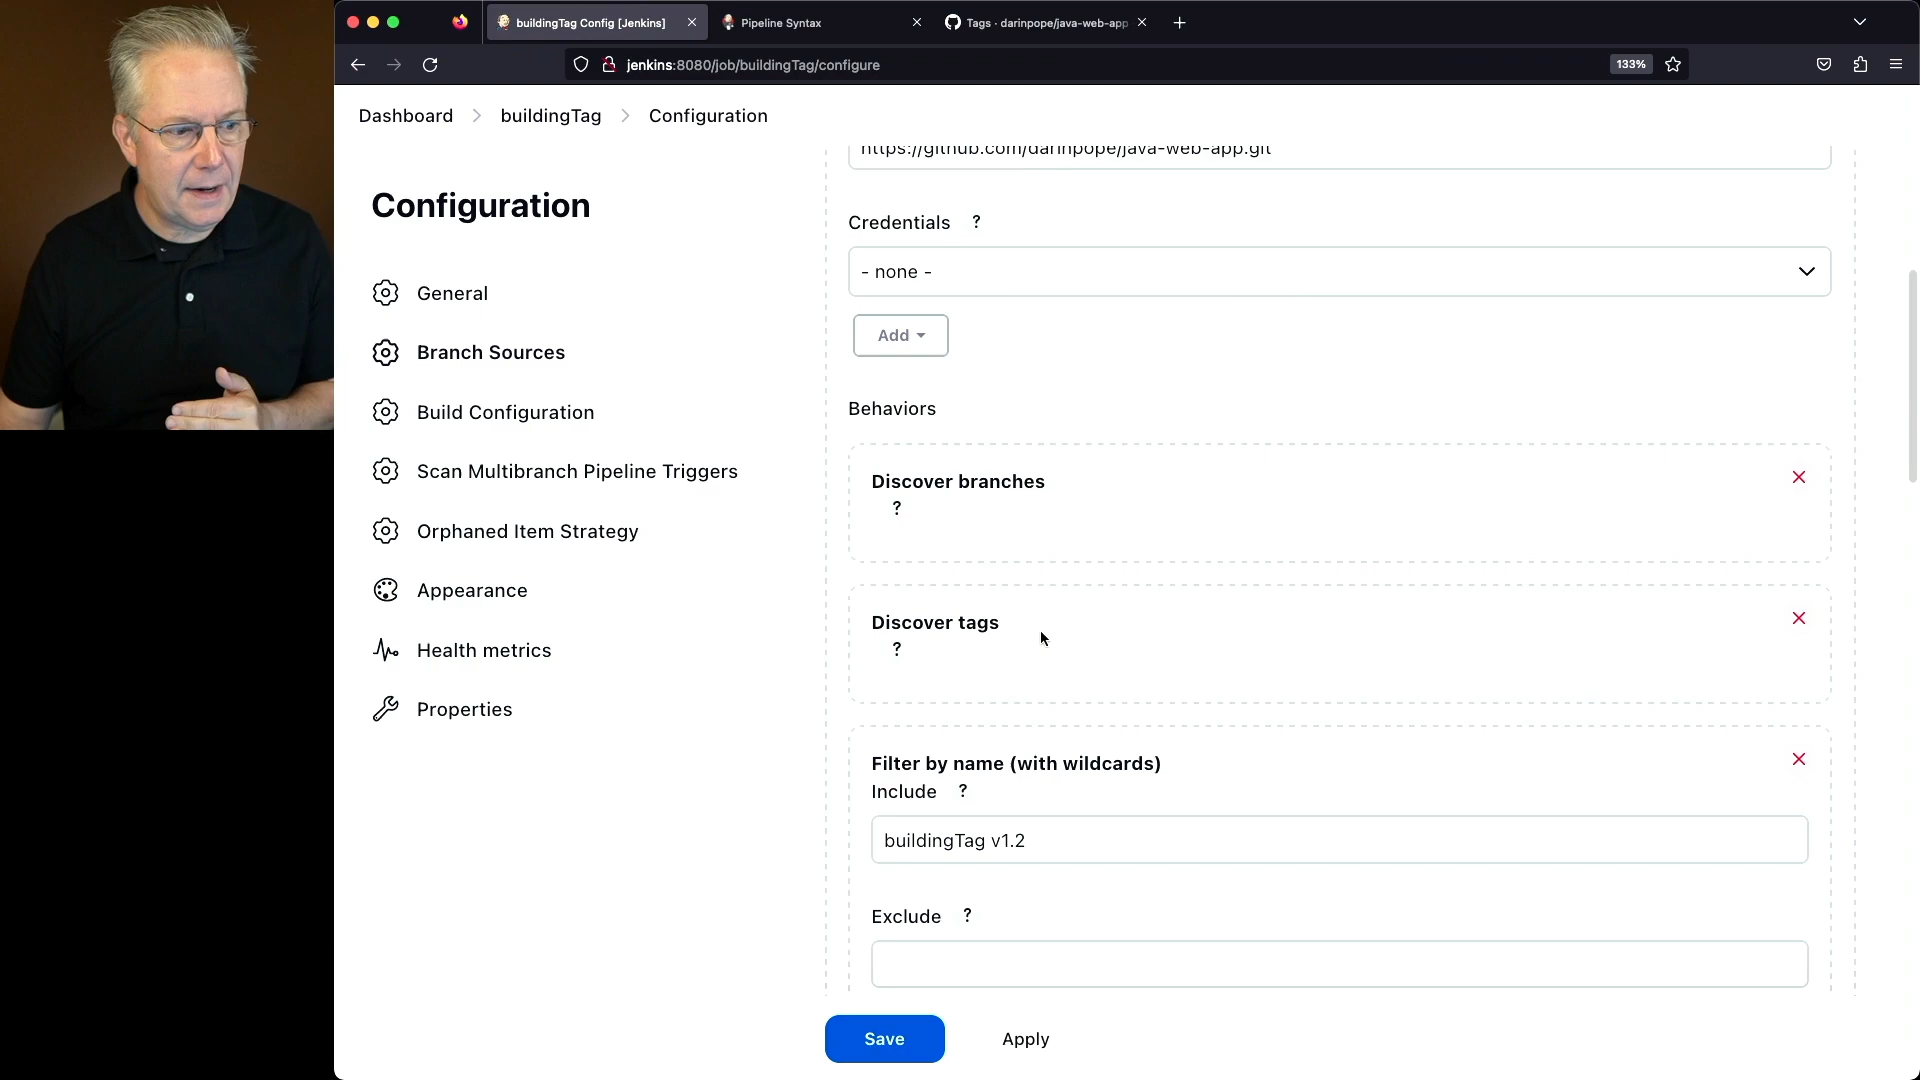 buildingTag Config [Jenkins]
Pipeline Syntax
Tags · darinpope/java-web-app
jenkins:8080/job/buildingTag/configure
133%
Dashboard > buildingTag > Configuration
https://github.com/darinpope/java-web-app.git
Configuration
General
Branch Sources
Build Configuration
Scan Multibranch Pipeline Triggers
Orphaned Item Strategy
Appearance
Health metrics
Properties
Credentials ?
- none -
Add
Behaviors
Discover branches
?
Discover tags
?
Filter by name (with wildcards)
Include ?
buildingTag v1.2
Exclude ?
Save
Apply